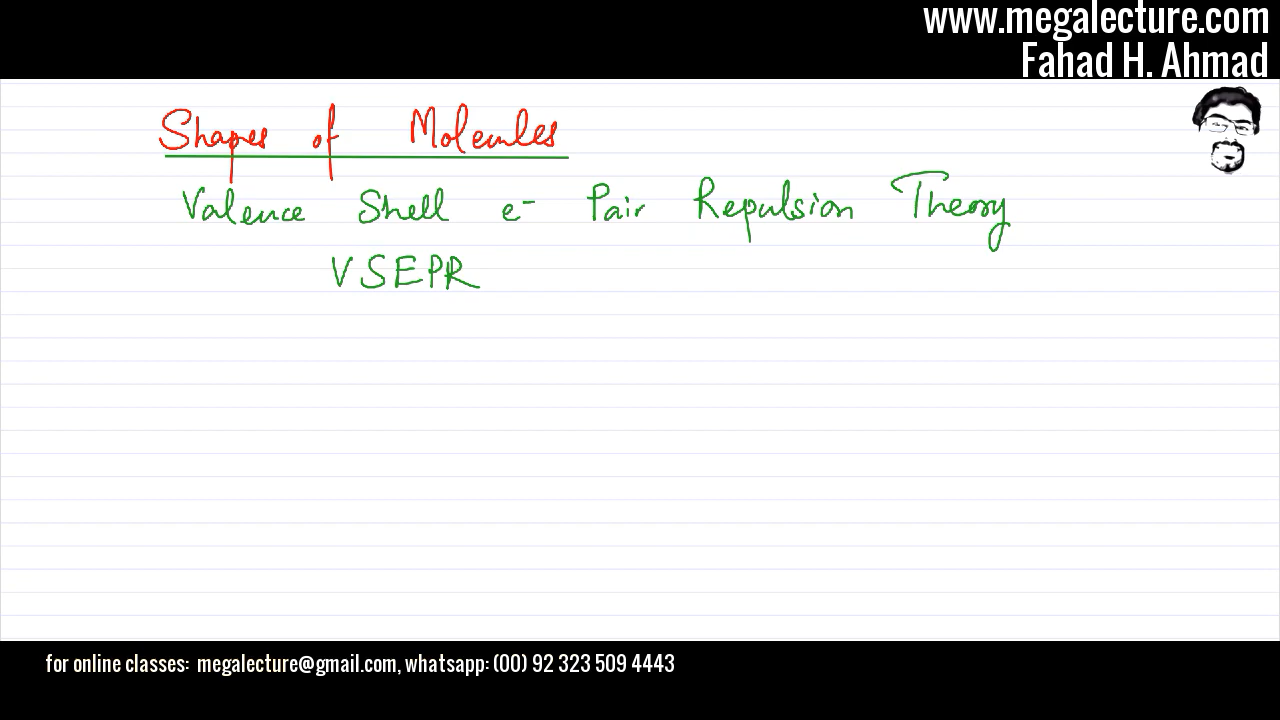 www.megalecture.com
Fahad H. Ahmad
Shapes of Molecules
Valence Shell e- Pair Repulsion Theory
VSEPR
for online classes: megalecture@gmail.com, whatsapp: (00) 92 323 509 4443